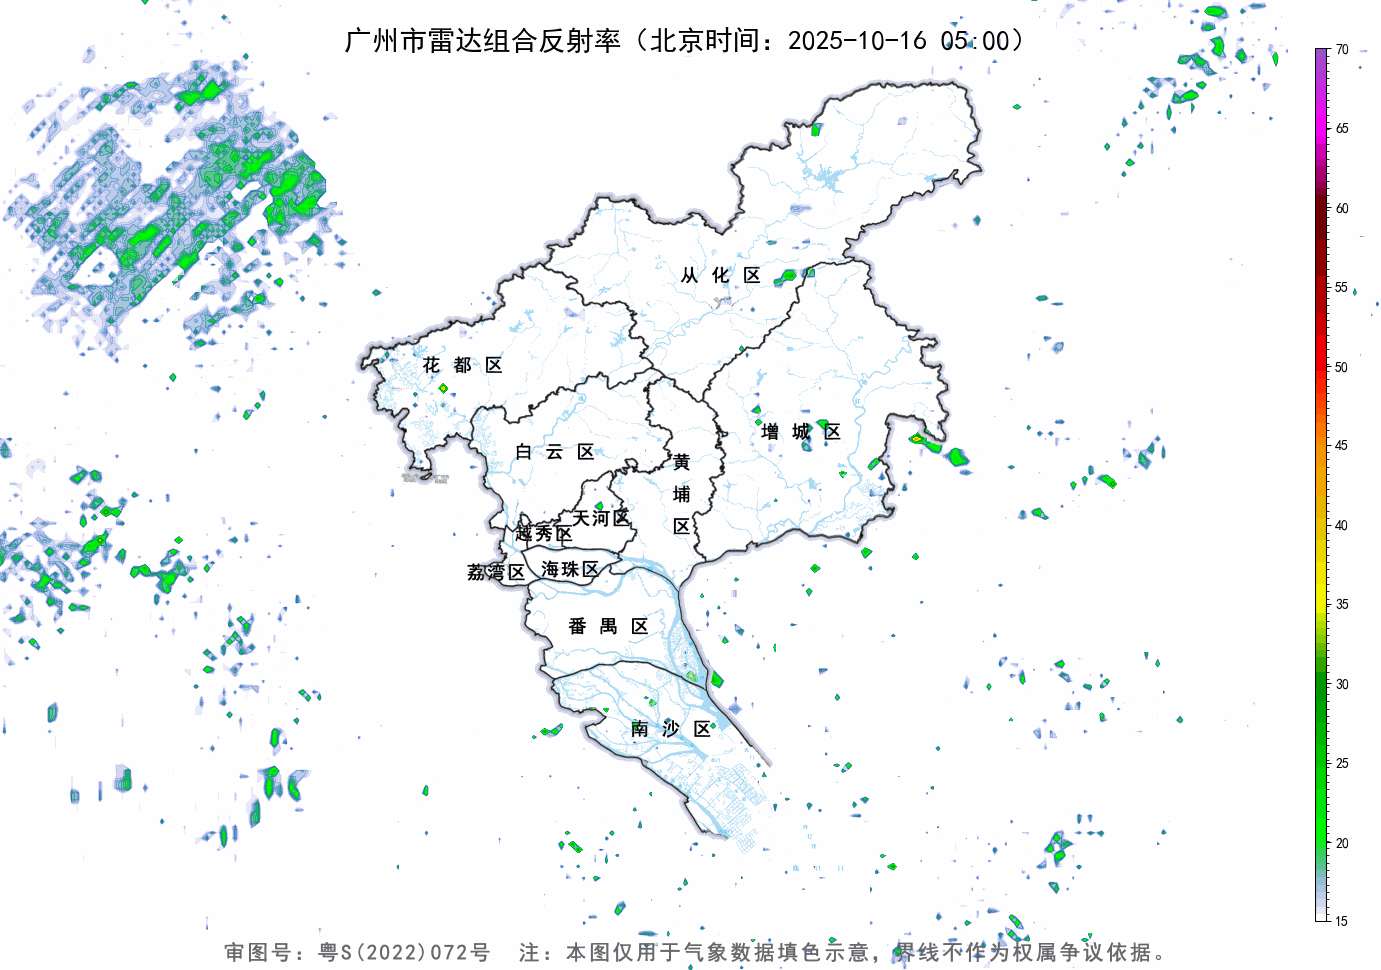 广州市雷达组合反射率（北京时间：2025-10-16 05:00）
70
65
60
55
50
45
40
35
30
25
20
15
从化区
花都区
增城区
白云区
黄埔区
天河区
越秀区
荔湾区
海珠区
番禺区
南沙区
审图号：粤S(2022)072号 注：本图仅用于气象数据填色示意，界线不作为权属争议依据。